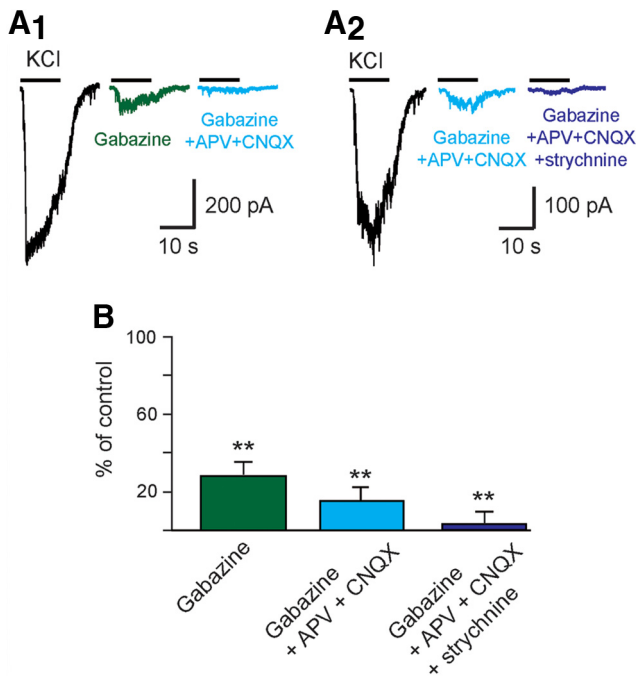 A1
KCl
Gabazine
Gabazine
+APV+CNQX
200 pA
10 s
A2
KCl
Gabazine
+APV+CNQX
Gabazine
+APV+CNQX
+strychnine
100 pA
10 s
B
% of control
100
60
20
**
**
**
Gabazine
Gabazine
+ APV + CNQX
Gabazine
+ APV + CNQX
+ strychnine